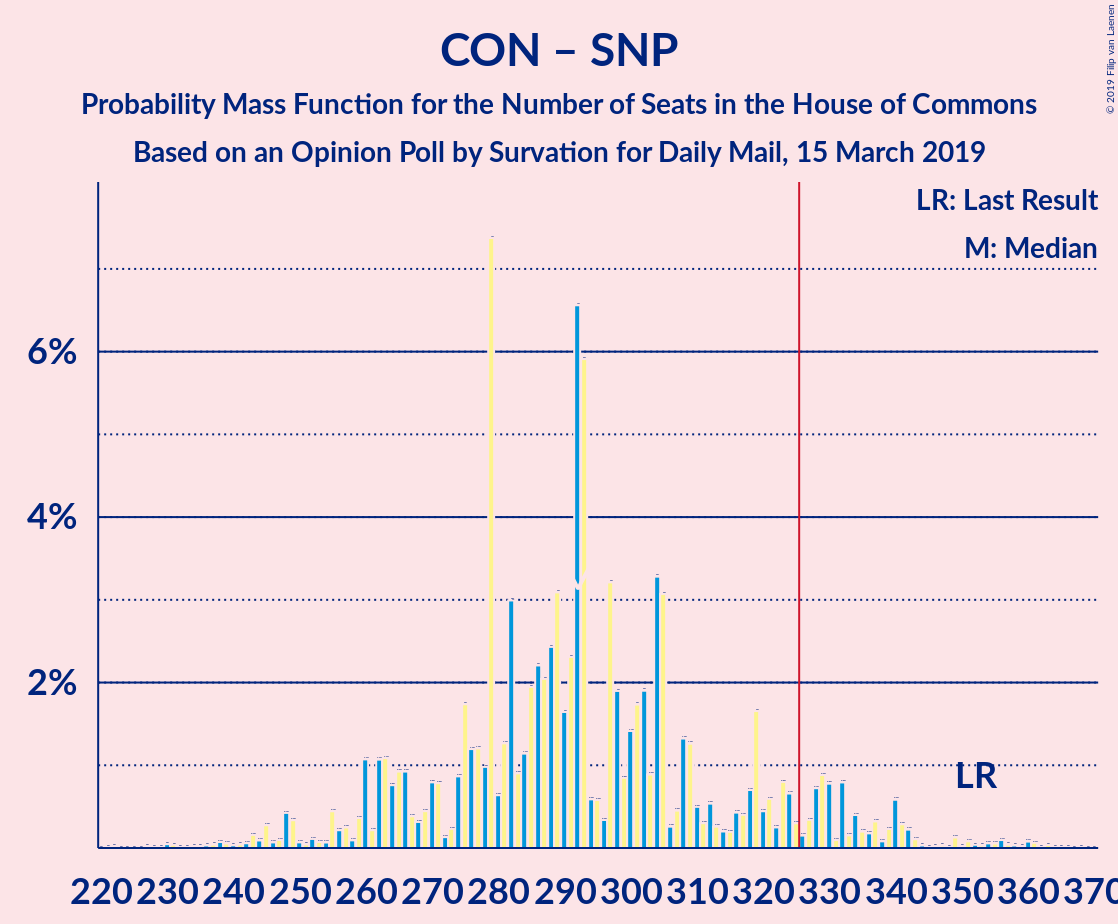 CON – SNP
Probability Mass Function for the Number of Seats in the House of Commons
Based on an Opinion Poll by Survation for Daily Mail, 15 March 2019
© 2019 Filip van Laenen
LR: Last Result
M: Median
6%
4%
2%
LR
220 230 240 250 260 270 280 290 300 310 320 330 340 350 360 370